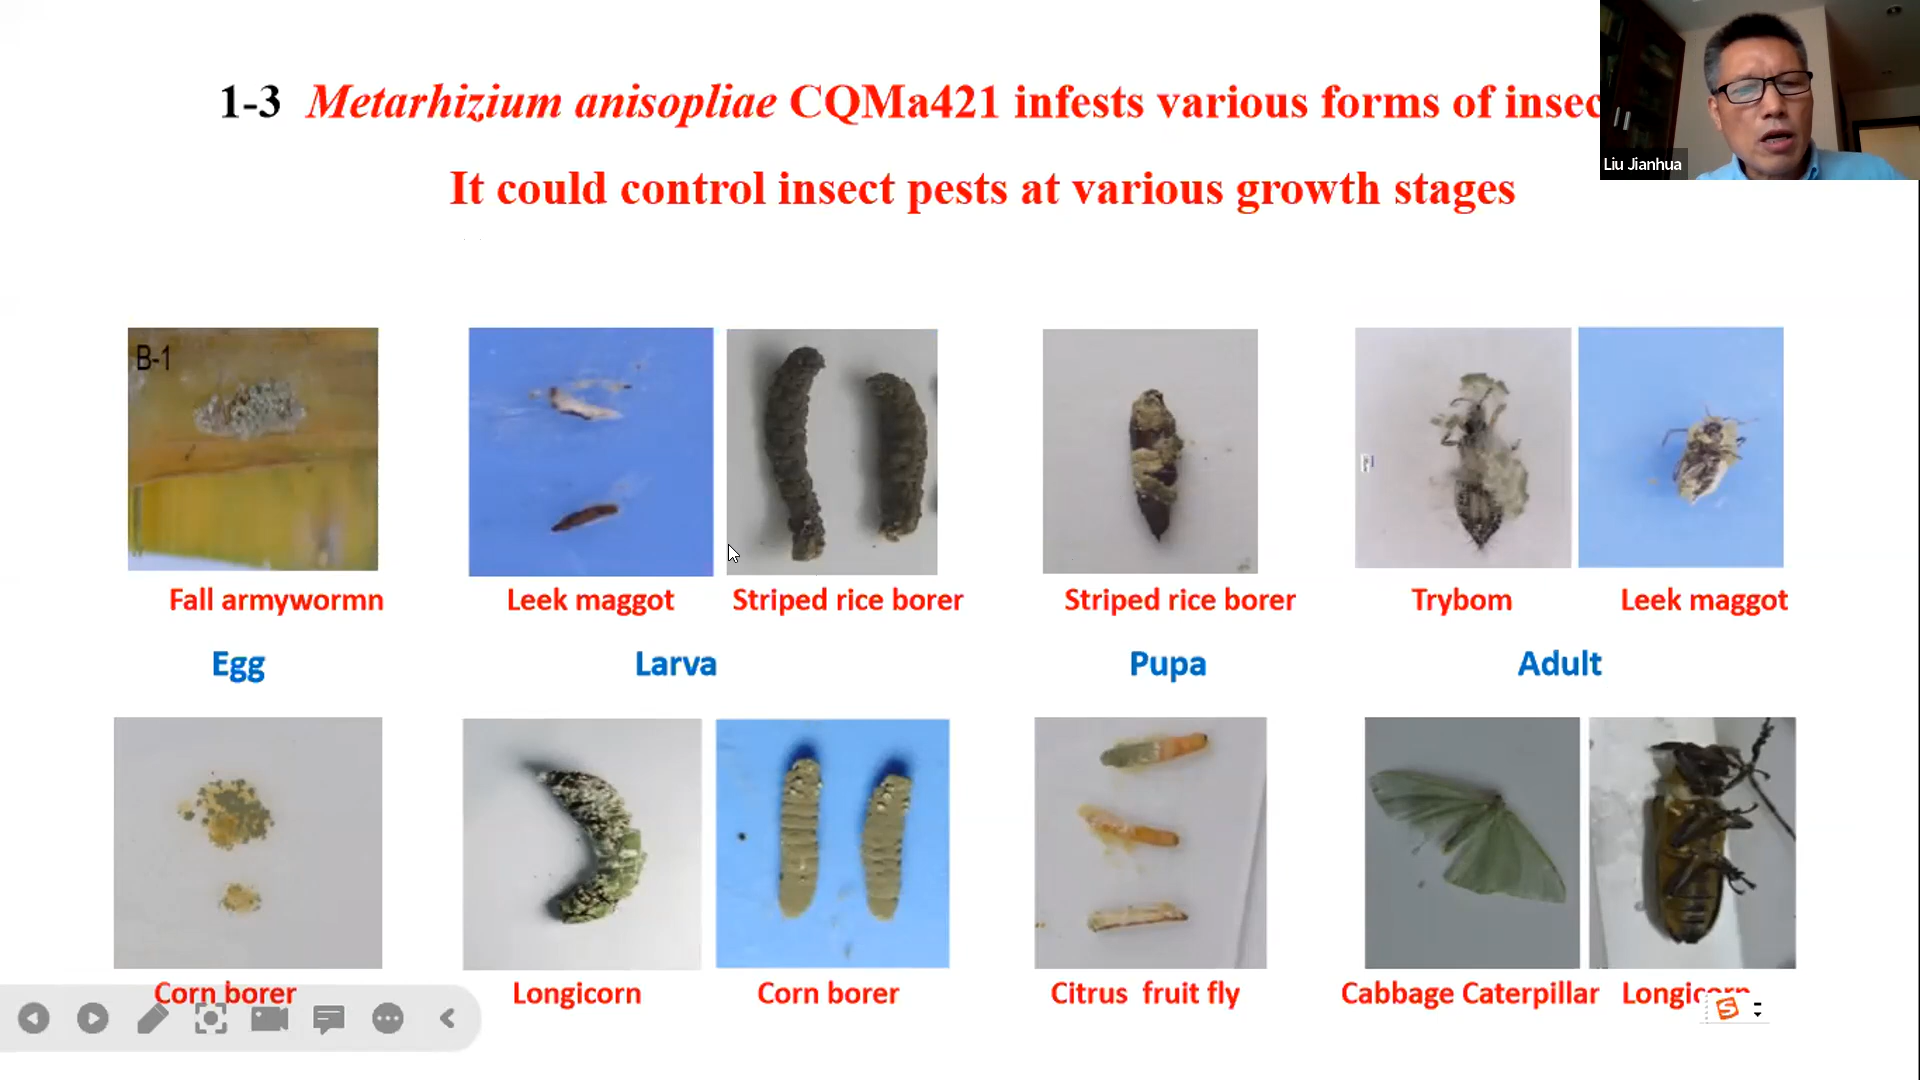 1-3 Metarhizium anisopliae CQMa421 infests various forms of insec
It could control insect pests at various growth stages
Liu Jianhua
B-1
Fall armywormn
Leek maggot
Striped rice borer
Striped rice borer
Trybom
Leek maggot
Egg
Larva
Pupa
Adult
Corn borer
Longicorn
Corn borer
Citrus fruit fly
Cabbage Caterpillar
Longicorn